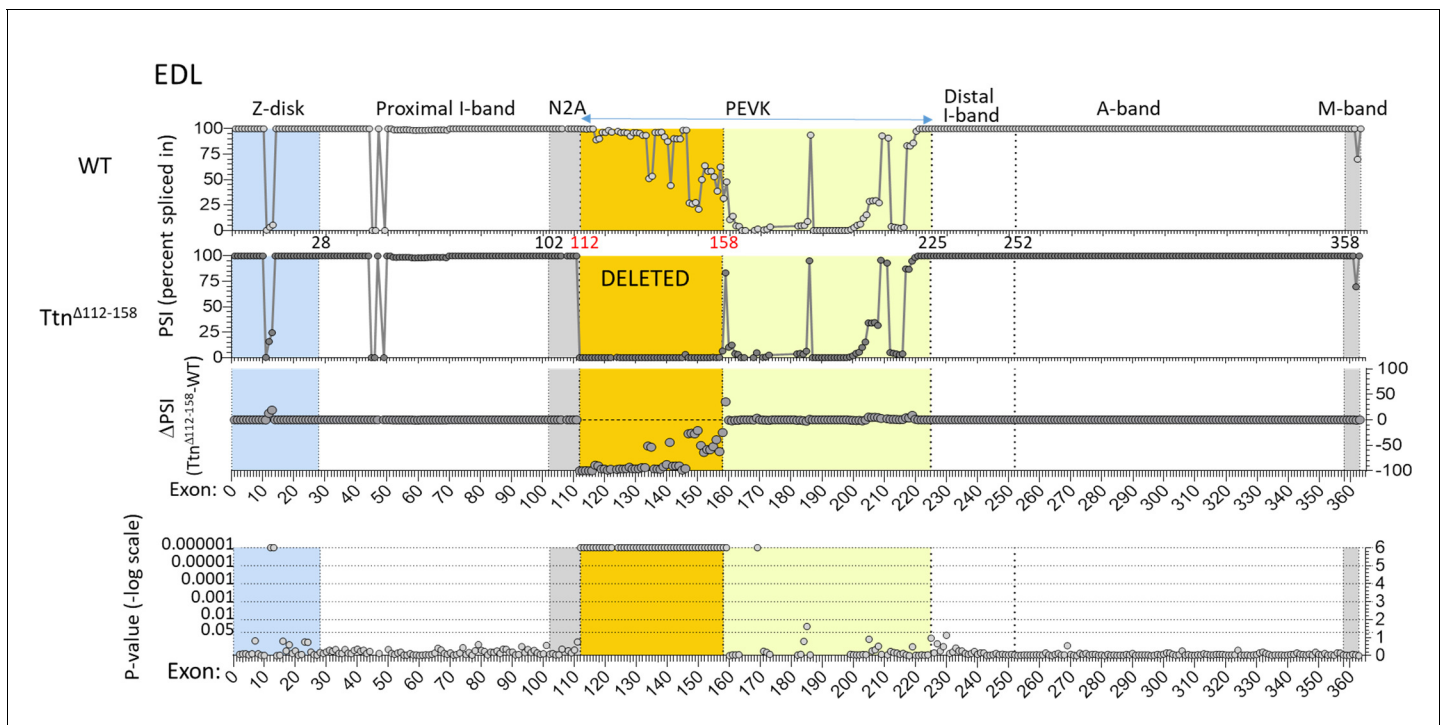 EDL
Z-disk Proximal I-band N2A PEVK Distal I-band A-band M-band
WT
PSI (percent spliced in)
100
75
50
25
0
28 102 112 158 225 252 358
TtnΔ112-158
100
75
50
25
0
DELETED
ΔPSI
(TtnΔ112-158-WT)
100
50
0
-50
-100
Exon: 0 10 20 30 40 50 60 70 80 90 100 110 120 130 140 150 160 170 180 190 200 210 220 230 240 250 260 270 280 290 300 310 320 330 340 350 360
P-value (-log scale)
0.000001 6
0.00001 5
0.0001 4
0.001 3
0.01 2
0.05
1
0
Exon: 0 10 20 30 40 50 60 70 80 90 100 110 120 130 140 150 160 170 180 190 200 210 220 230 240 250 260 270 280 290 300 310 320 330 340 350 360